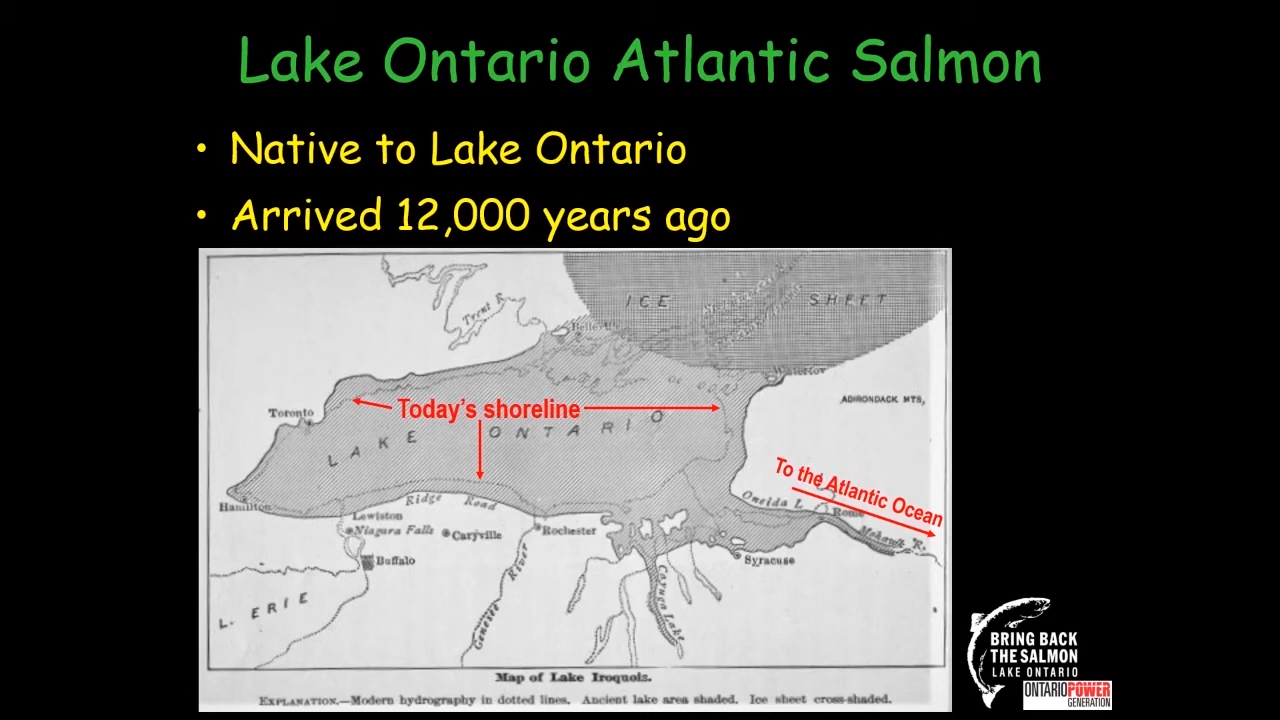 Lake Ontario Atlantic Salmon
• Native to Lake Ontario
• Arrived 12,000 years ago
ICE SHEET
Trent R.
Belleville
Watertown
ADIRONDACK MTS,
Toronto
Today's shoreline
LAKE ONTARIO
To the Atlantic Ocean
Hamilton
Ridge Road
Oneida L.
Rome
Mohawk R.
Lewiston
Niagara Falls
Caryville
Rochester
Syracuse
Buffalo
Genesee River
Cayuga Lake
L. ERIE
Map of Lake Iroquois.
EXPLANATION.—Modern hydrography in dotted lines. Ancient lake area shaded. Ice sheet cross-shaded.
BRING BACK
THE SALMON
LAKE ONTARIO
ONTARIOPOWER
GENERATION